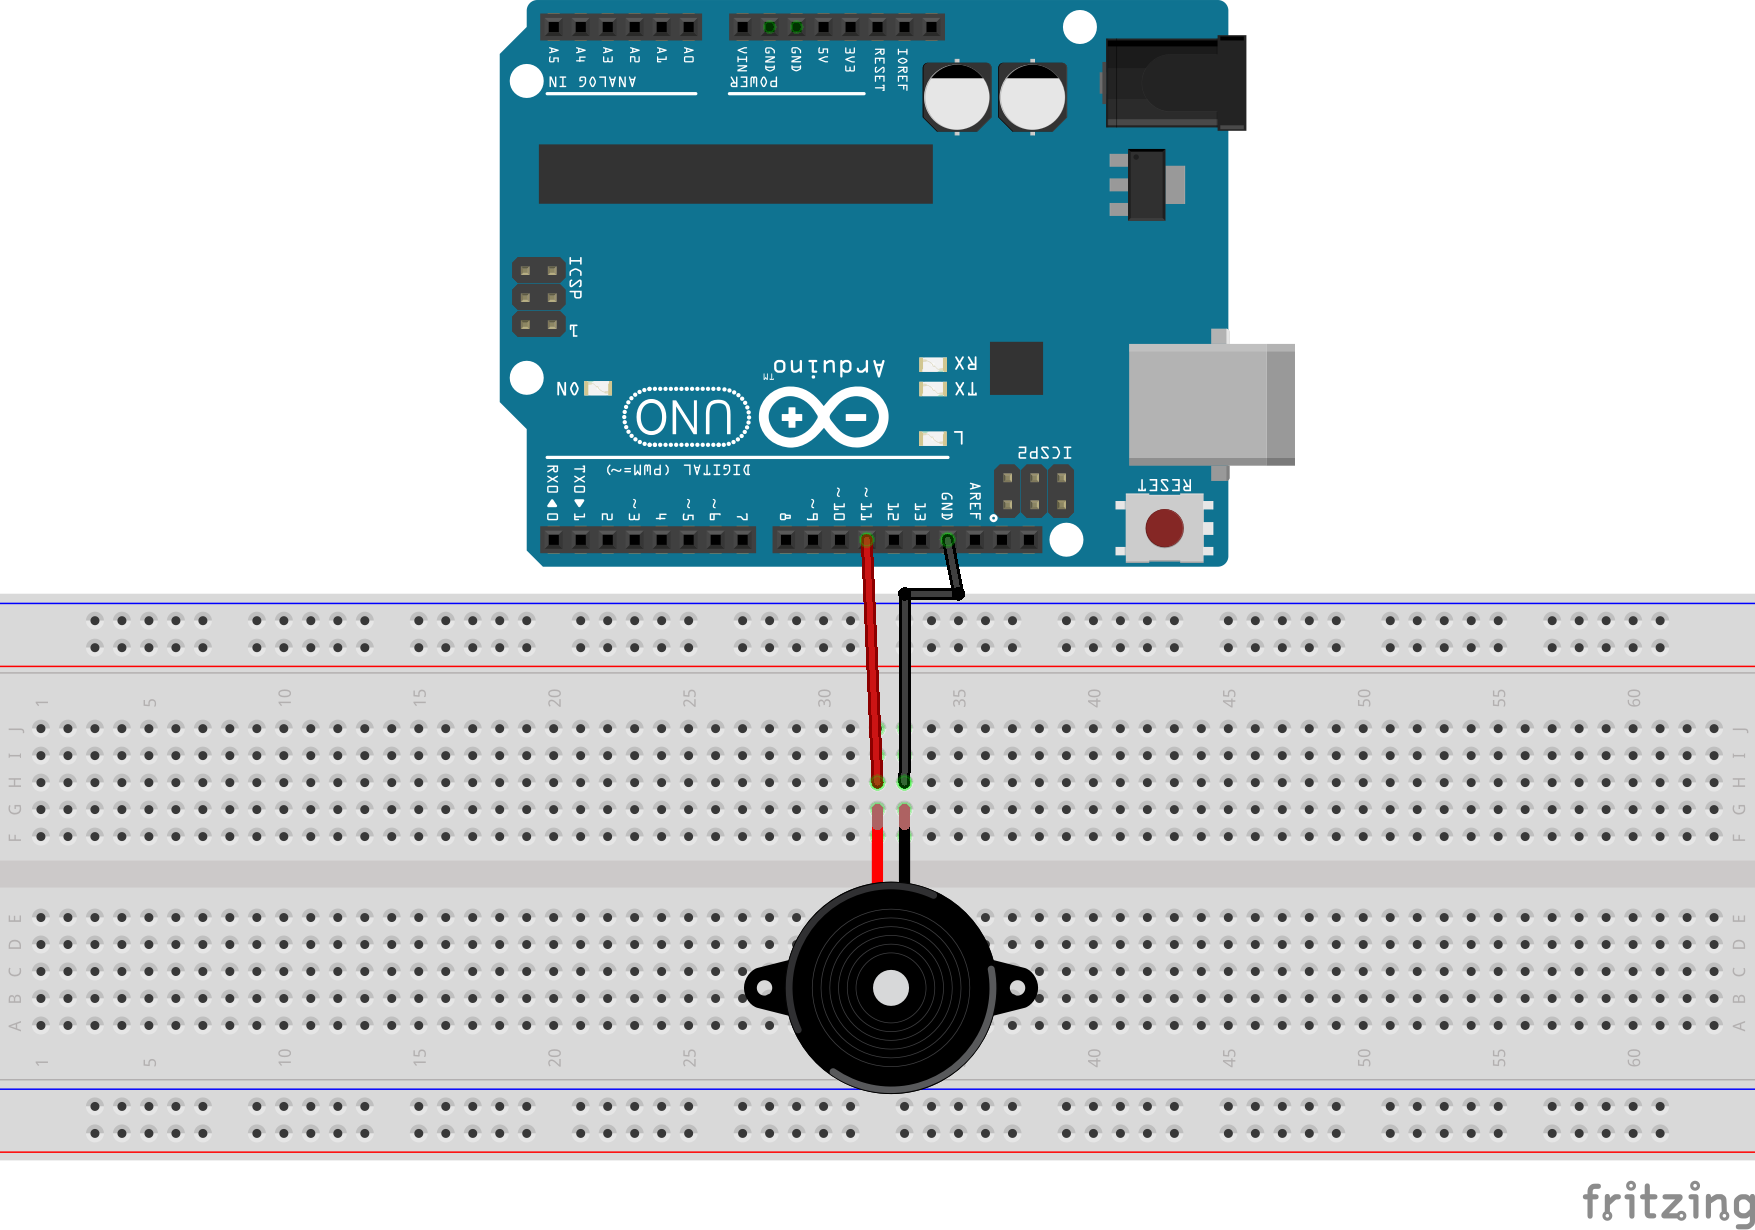 A5 A4 A3 A2 A1 A0 VIN GND GND 5V 3V3 RESET IOREF
ANALOG IN POWER
ICSP
1
Arduino
TM
RX
TX
ON
UNO
L
ICSP2
DIGITAL (PWM=~)
RESET
RX0◄0 TX0►1 2 ~3 4 ~5 ~6 7 8 ~9 ~10 ~11 12 13 GND AREF
1 5 10 15 20 25 30 35 40 45 50 55 60
J J
I I
H H
G G
F F
E E
D D
C C
B B
A A
1 5 10 15 20 25 40 45 50 55 60
fritzing